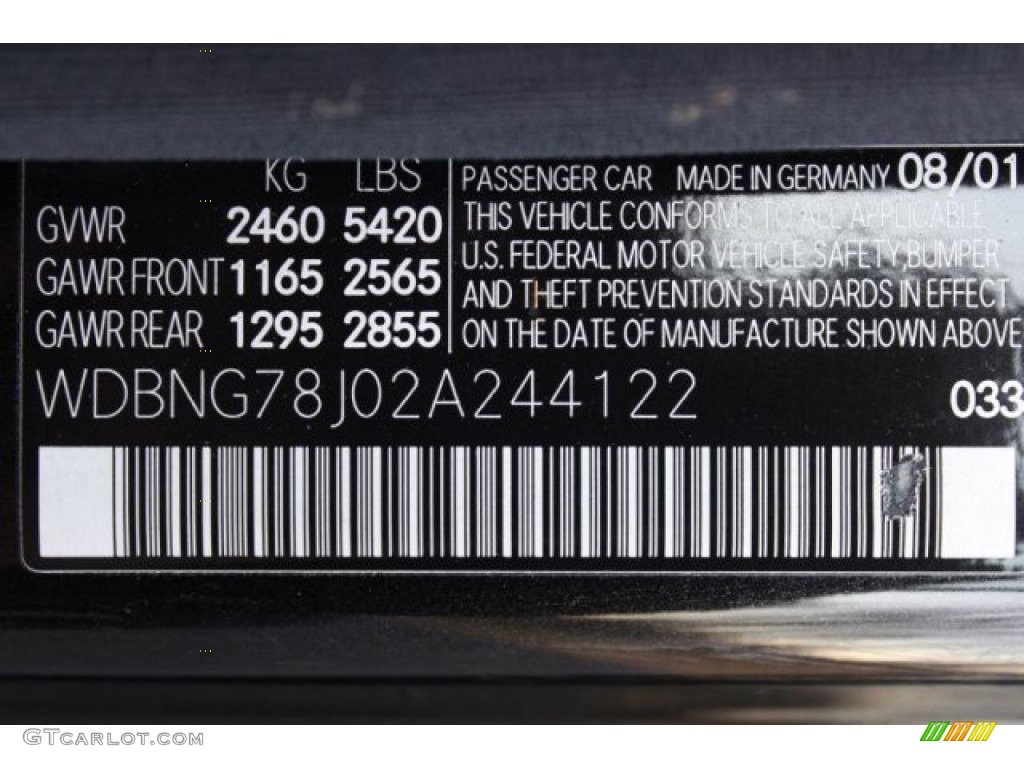 KG LBS
GVWR 2460 5420
GAWR FRONT 1165 2565
GAWR REAR 1295 2855
PASSENGER CAR MADE IN GERMANY 08/01
THIS VEHICLE CONFORMS TO ALL APPLICABLE
U.S. FEDERAL MOTOR VEHICLE SAFETY, BUMPER
AND THEFT PREVENTION STANDARDS IN EFFECT
ON THE DATE OF MANUFACTURE SHOWN ABOVE
WDBNG78J02A244122
033
GTCARLOT.COM